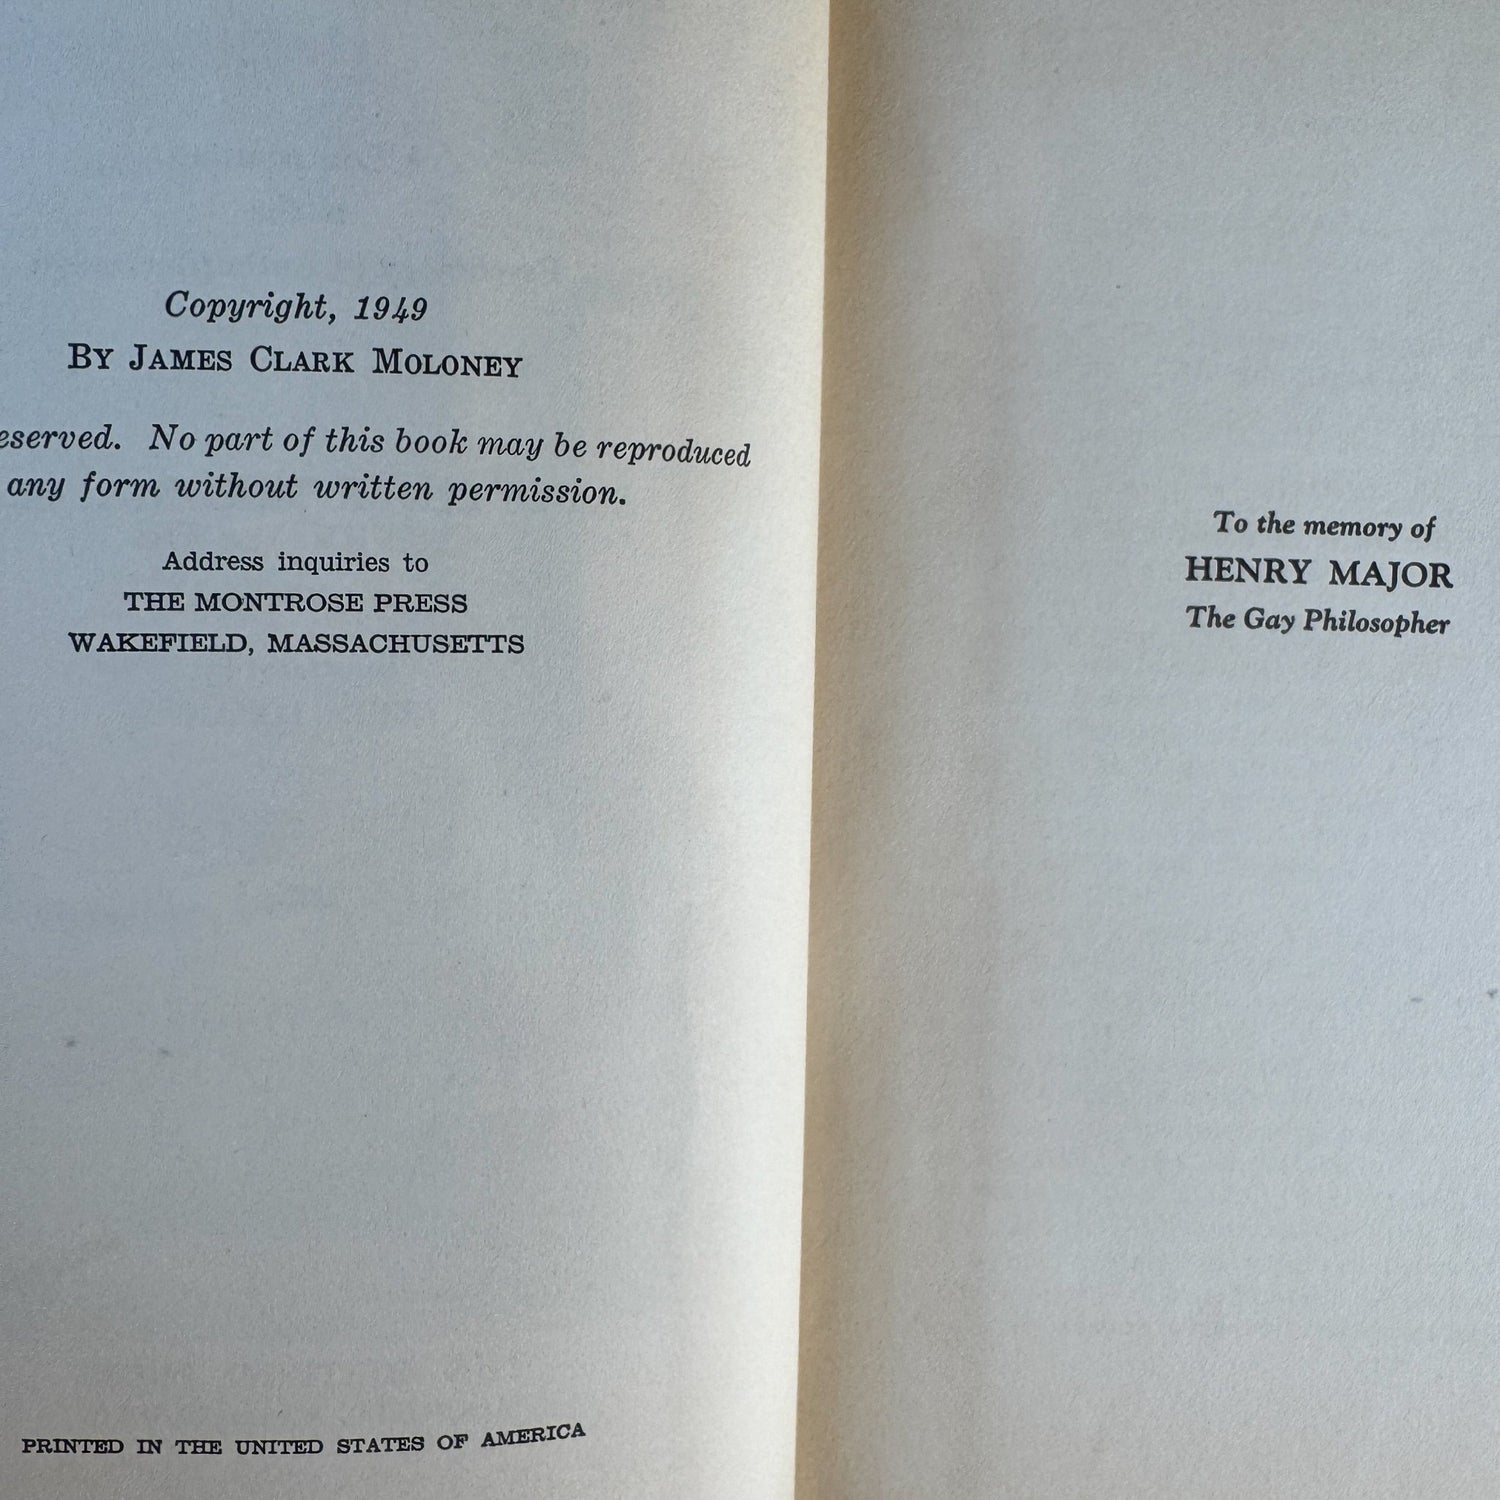 Copyright, 1949
BY JAMES CLARK MOLONEY
eserved. No part of this book may be reproduced
any form without written permission.
Address inquiries to
THE MONTROSE PRESS
WAKEFIELD, MASSACHUSETTS
PRINTED IN THE UNITED STATES OF AMERICA
To the memory of
HENRY MAJOR
The Gay Philosopher